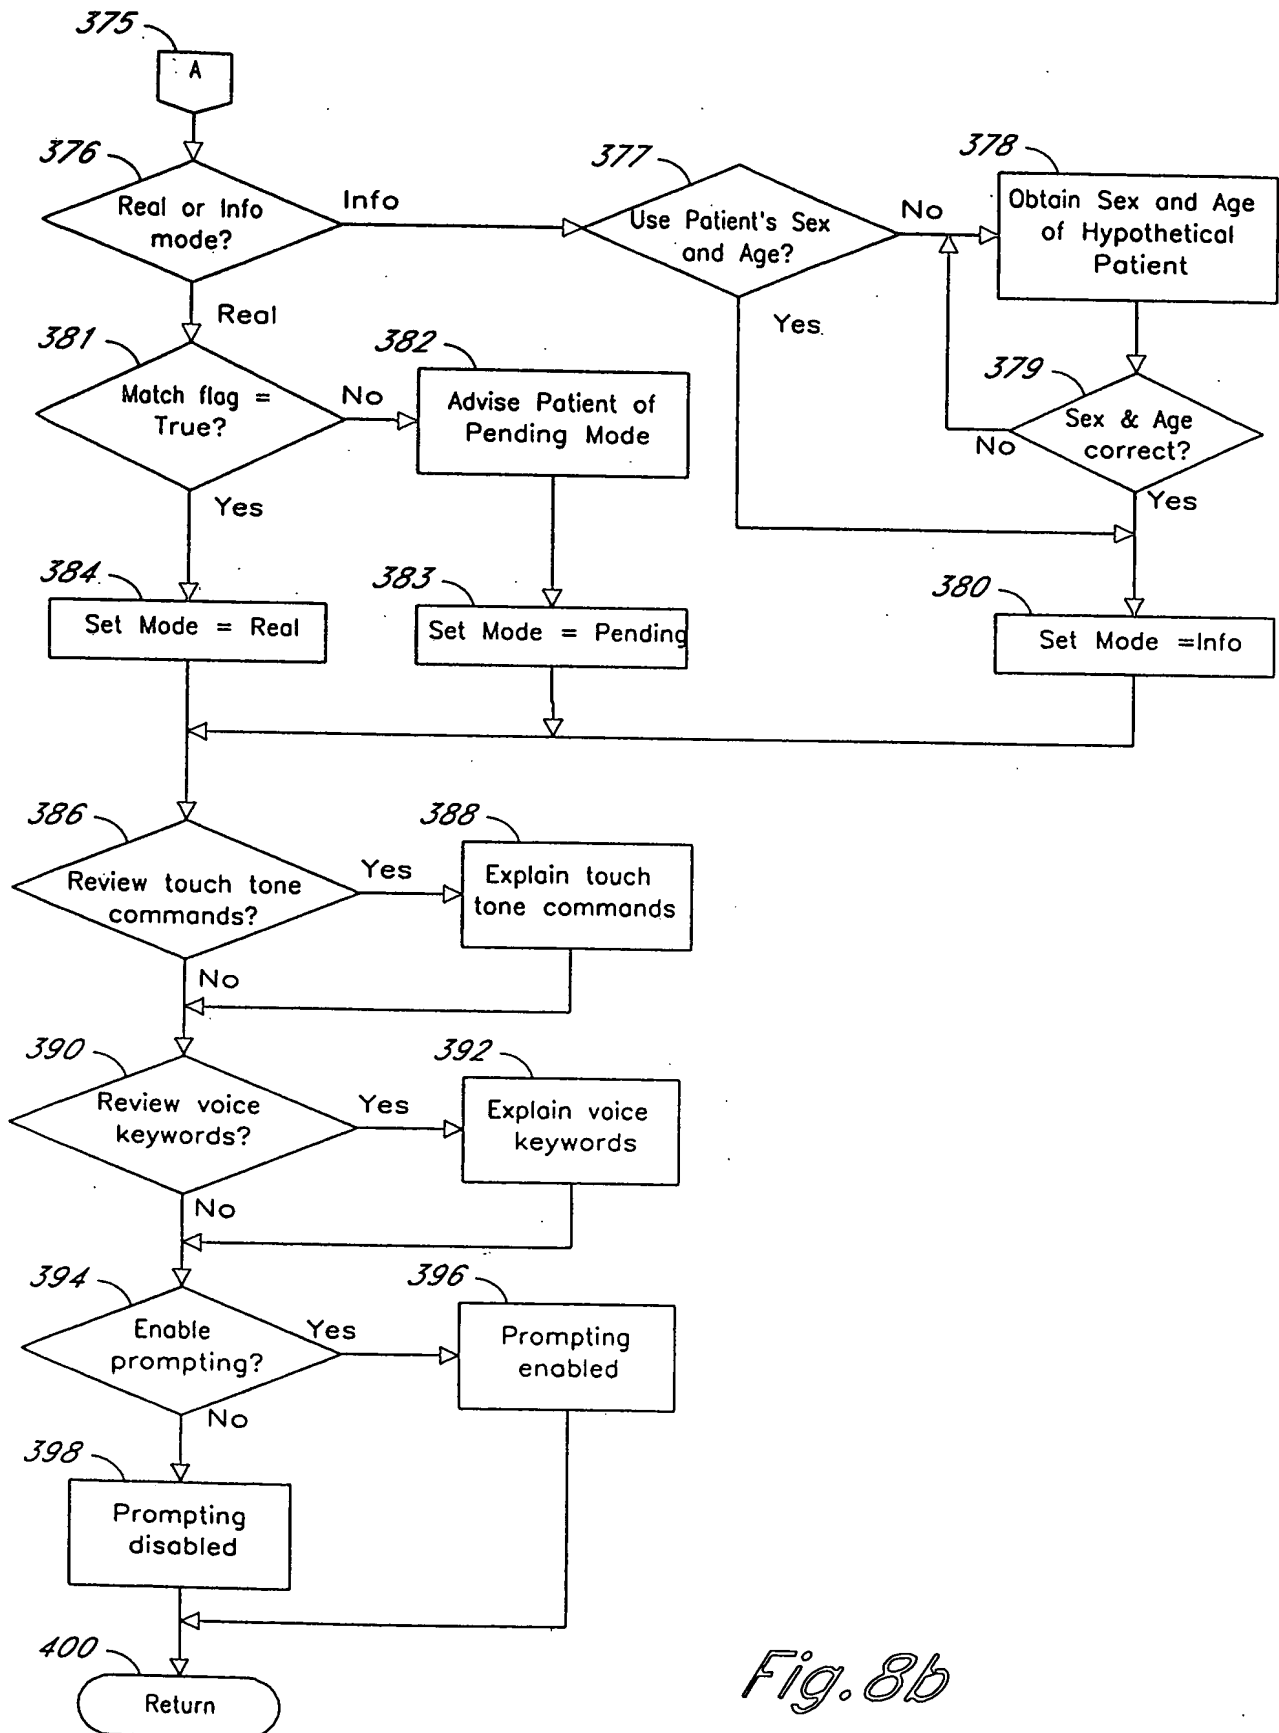 375
A
376
Real or Info
mode?
Info
377
Use Patient's Sex
and Age?
No
378
Obtain Sex and Age
of Hypothetical
Patient
Real
Yes
381
Match flag =
True?
No
382
Advise Patient of
Pending Mode
379
Sex & Age
correct?
No
Yes
Yes
384
Set Mode = Real
383
Set Mode = Pending
380
Set Mode =Info
386
Review touch tone
commands?
Yes
388
Explain touch
tone commands
No
390
Review voice
keywords?
Yes
392
Explain voice
keywords
No
394
Enable
prompting?
Yes
396
Prompting
enabled
No
398
Prompting
disabled
400
Return
Fig. 8b